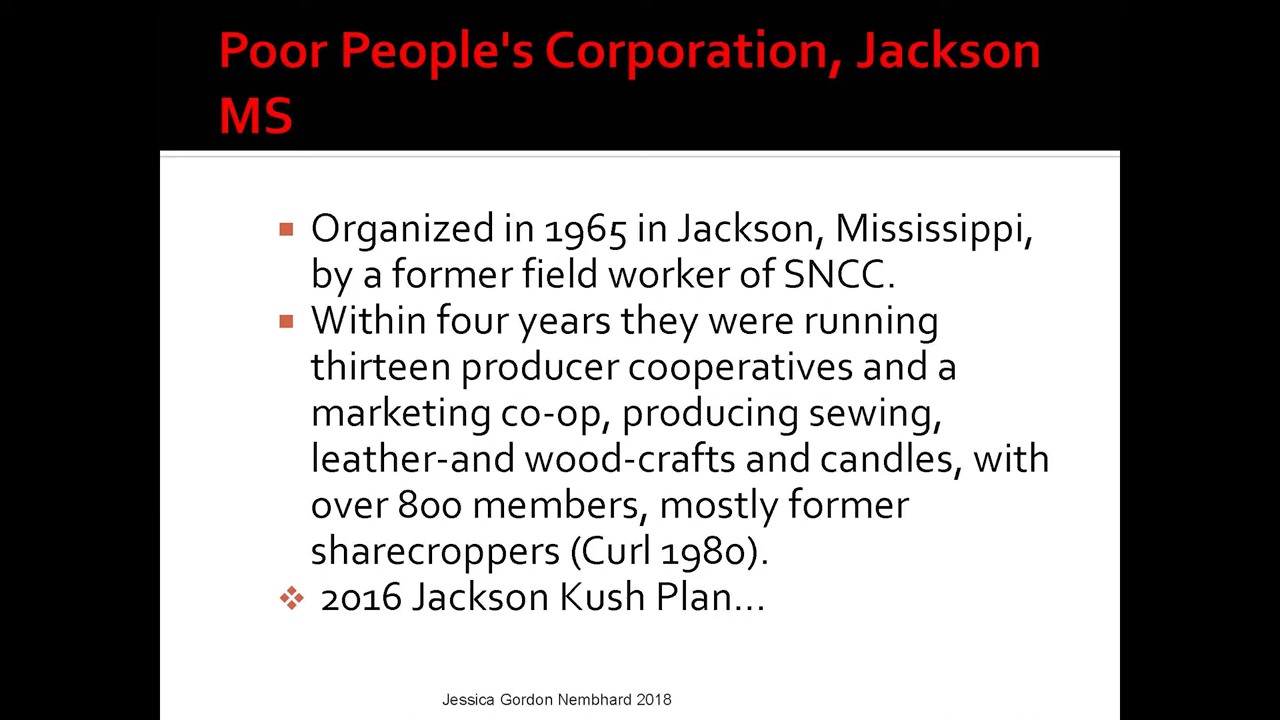 Poor People's Corporation, Jackson
MS
Organized in 1965 in Jackson, Mississippi,
by a former field worker of SNCC.
Within four years they were running
thirteen producer cooperatives and a
marketing co-op, producing sewing,
leather-and wood-crafts and candles, with
over 800 members, mostly former
sharecroppers (Curl 1980).
2016 Jackson Kush Plan...
Jessica Gordon Nembhard 2018